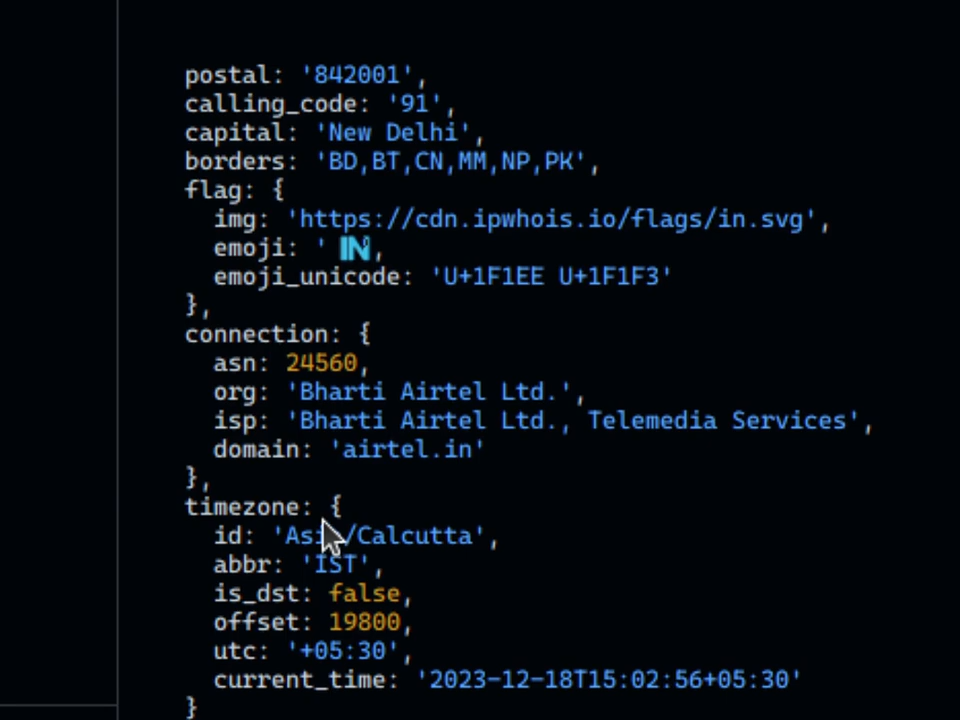 postal: '842001',
calling_code: '91',
capital: 'New Delhi',
borders: 'BD,BT,CN,MM,NP,PK',
flag: {
img: 'https://cdn.ipwhois.io/flags/in.svg',
emoji: ' IN,
emoji_unicode: 'U+1F1EE U+1F1F3'
},
connection: {
asn: 24560,
org: 'Bharti Airtel Ltd.',
isp: 'Bharti Airtel Ltd., Telemedia Services',
domain: 'airtel.in'
},
timezone: {
id: 'Asia/Calcutta',
abbr: 'IST',
is_dst: false,
offset: 19800,
utc: '+05:30',
current_time: '2023-12-18T15:02:56+05:30'
}